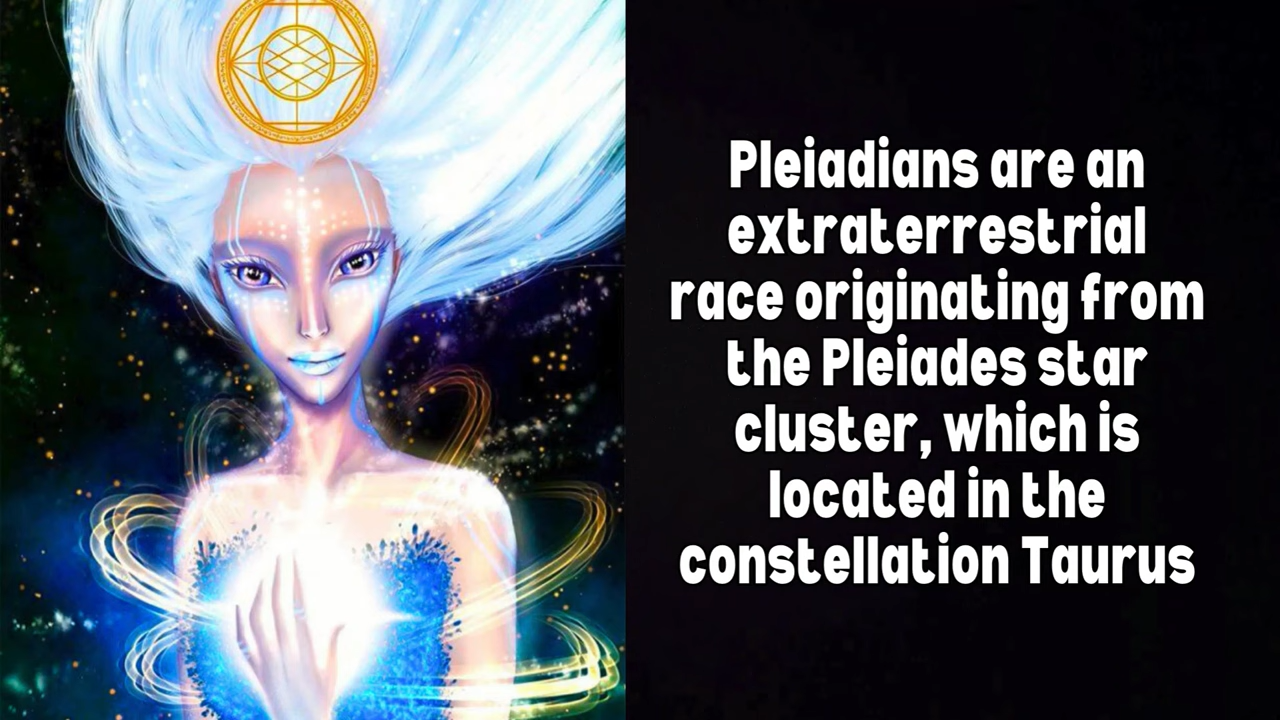 Pleiadians are an
extraterrestrial
race originating from
the Pleiades star
cluster, which is
located in the
constellation Taurus